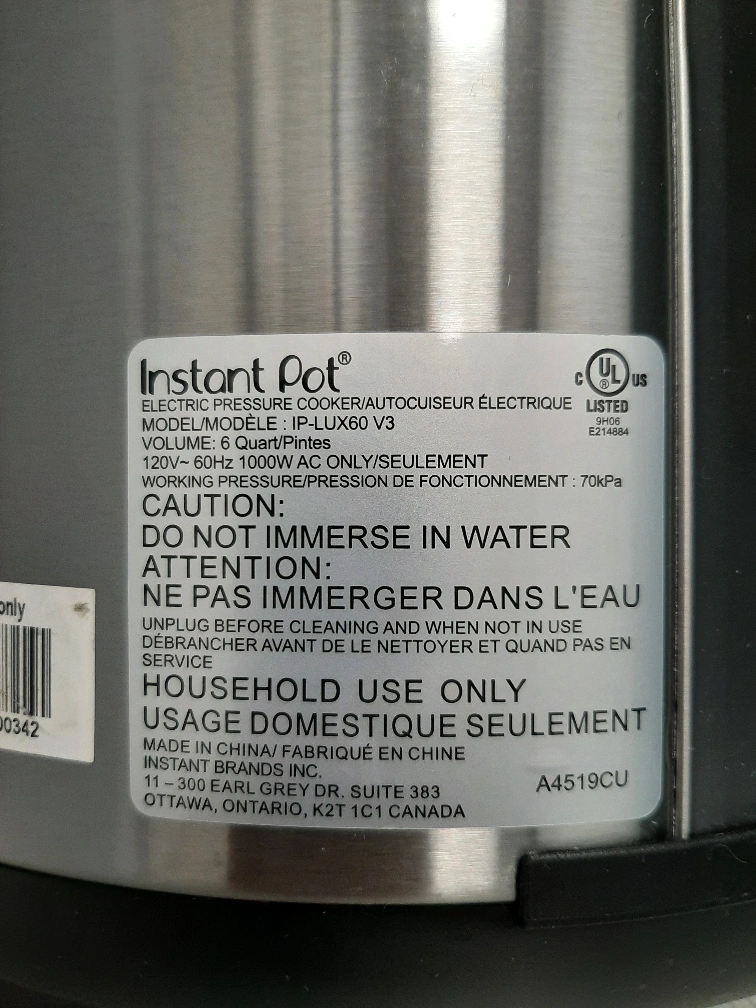 Instant Pot®
ELECTRIC PRESSURE COOKER/AUTOCUISEUR ÉLECTRIQUE
MODEL/MODÈLE : IP-LUX60 V3
VOLUME: 6 Quart/Pintes
120V~ 60Hz 1000W AC ONLY/SEULEMENT
WORKING PRESSURE/PRESSION DE FONCTIONNEMENT : 70kPa
C UL ® US
LISTED
9H06
E214884
CAUTION:
DO NOT IMMERSE IN WATER
ATTENTION:
NE PAS IMMERGER DANS L'EAU
UNPLUG BEFORE CLEANING AND WHEN NOT IN USE
DÉBRANCHER AVANT DE LE NETTOYER ET QUAND PAS EN
SERVICE
HOUSEHOLD USE ONLY
USAGE DOMESTIQUE SEULEMENT
MADE IN CHINA/ FABRIQUÉ EN CHINE
INSTANT BRANDS INC.
11 – 300 EARL GREY DR. SUITE 383
OTTAWA, ONTARIO, K2T 1C1 CANADA
A4519CU
only
00342